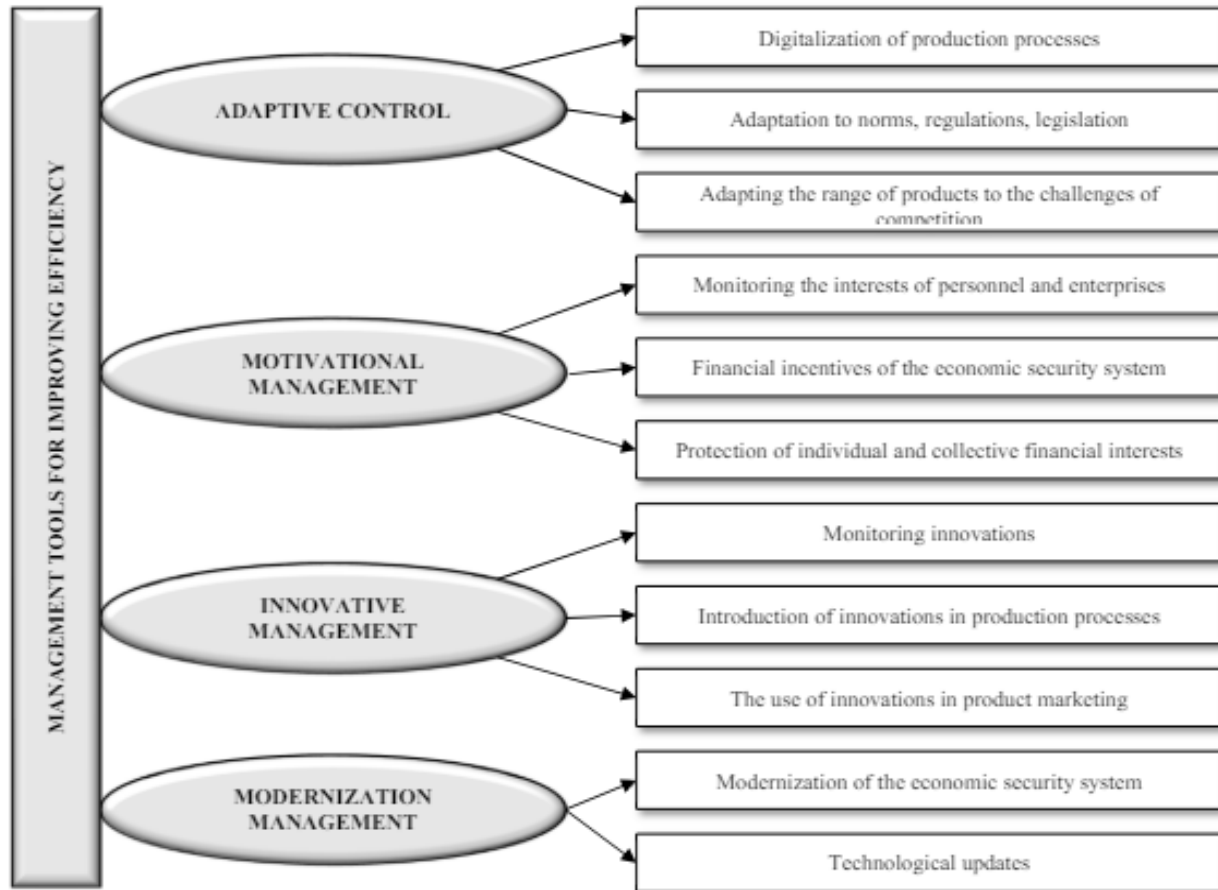 MANAGEMENT TOOLS FOR IMPROVING EFFICIENCY
ADAPTIVE CONTROL
Digitalization of production processes
Adaptation to norms, regulations, legislation
Adapting the range of products to the challenges of
competition
MOTIVATIONAL
MANAGEMENT
Monitoring the interests of personnel and enterprises
Financial incentives of the economic security system
Protection of individual and collective financial interests
INNOVATIVE
MANAGEMENT
Monitoring innovations
Introduction of innovations in production processes
The use of innovations in product marketing
MODERNIZATION
MANAGEMENT
Modernization of the economic security system
Technological updates